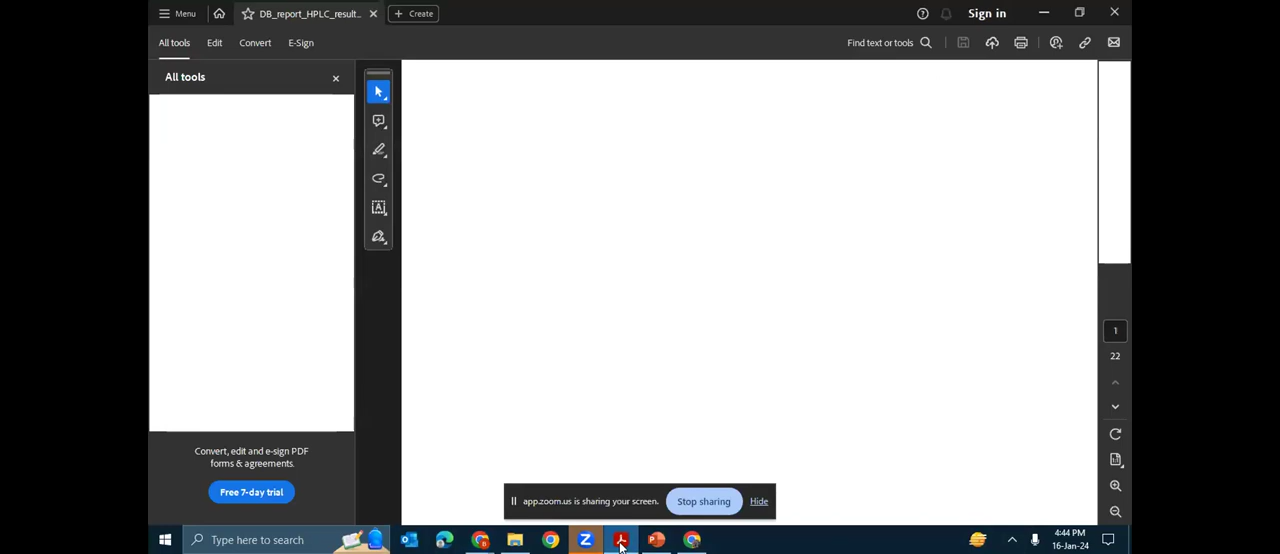 Menu
DB_report_HPLC_result...
Create
Sign in
All tools
Edit
Convert
E-Sign
Find text or tools
All tools
1
22
Convert, edit and e-sign PDF
forms & agreements.
Free 7-day trial
app.zoom.us is sharing your screen.
Stop sharing
Hide
Type here to search
4:44 PM
16-Jan-24